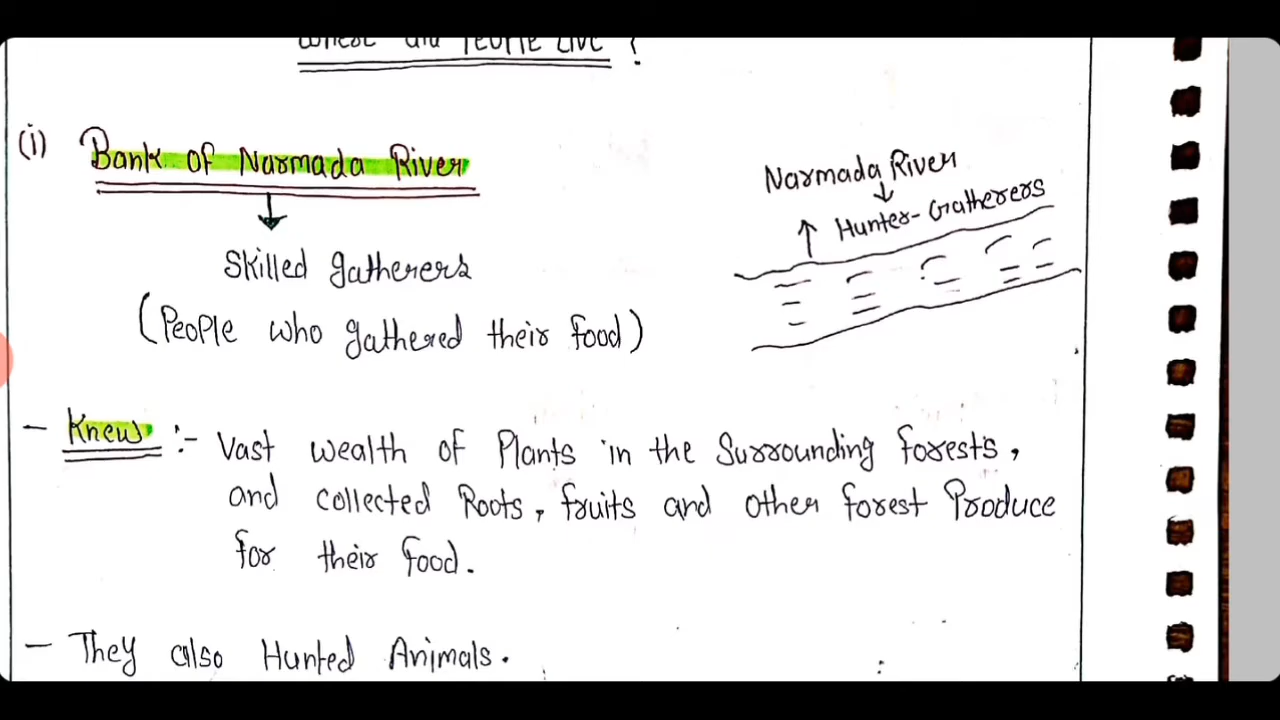 People Live ?
(i) Bank of Narmada River
Skilled gatherers
(People who gathered their food)
Narmada River
Hunter-Gatherers
- Knew :- Vast wealth of Plants in the Surrounding forests,
and collected Roots, fruits and other forest Produce
for their food.
- They also Hunted Animals.